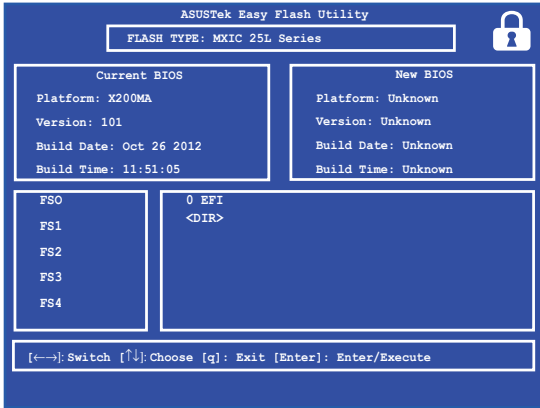 ASUSTek Easy Flash Utility
FLASH TYPE: MXIC 25L Series
Current BIOS
Platform: X200MA
Version: 101
Build Date: Oct 26 2012
Build Time: 11:51:05
New BIOS
Platform: Unknown
Version: Unknown
Build Date: Unknown
Build Time: Unknown
FSO
FS1
FS2
FS3
FS4
0 EFI
<DIR>
[←→]: Switch [↑↓]: Choose [q]: Exit [Enter]: Enter/Execute